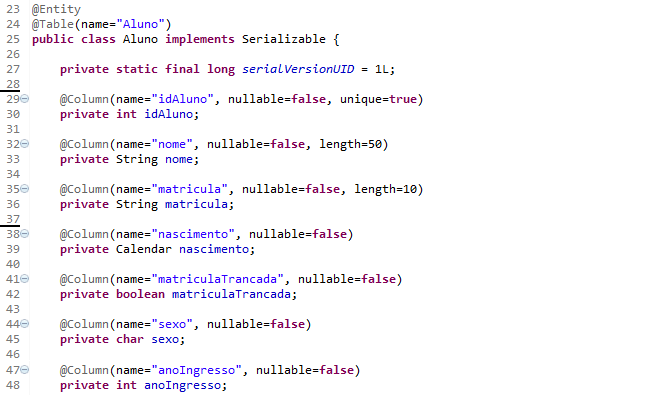 23 @Entity
24 @Table(name="Aluno")
25 public class Aluno implements Serializable {
26
27     private static final long serialVersionUID = 1L;
28
29     @Column(name="idAluno", nullable=false, unique=true)
30     private int idAluno;
31
32     @Column(name="nome", nullable=false, length=50)
33     private String nome;
34
35     @Column(name="matricula", nullable=false, length=10)
36     private String matricula;
37
38     @Column(name="nascimento", nullable=false)
39     private Calendar nascimento;
40
41     @Column(name="matriculaTrancada", nullable=false)
42     private boolean matriculaTrancada;
43
44     @Column(name="sexo", nullable=false)
45     private char sexo;
46
47     @Column(name="anoIngresso", nullable=false)
48     private int anoIngresso;